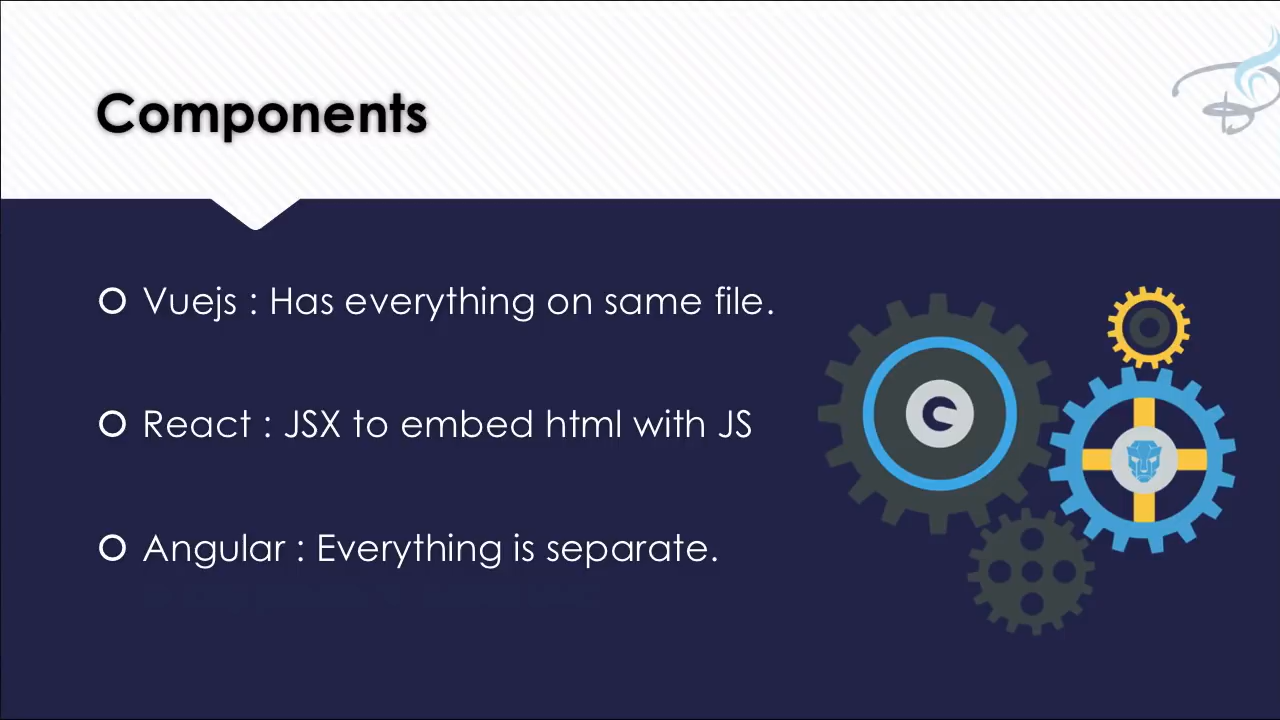 Components
Vuejs : Has everything on same file.
React : JSX to embed html with JS
Angular : Everything is separate.